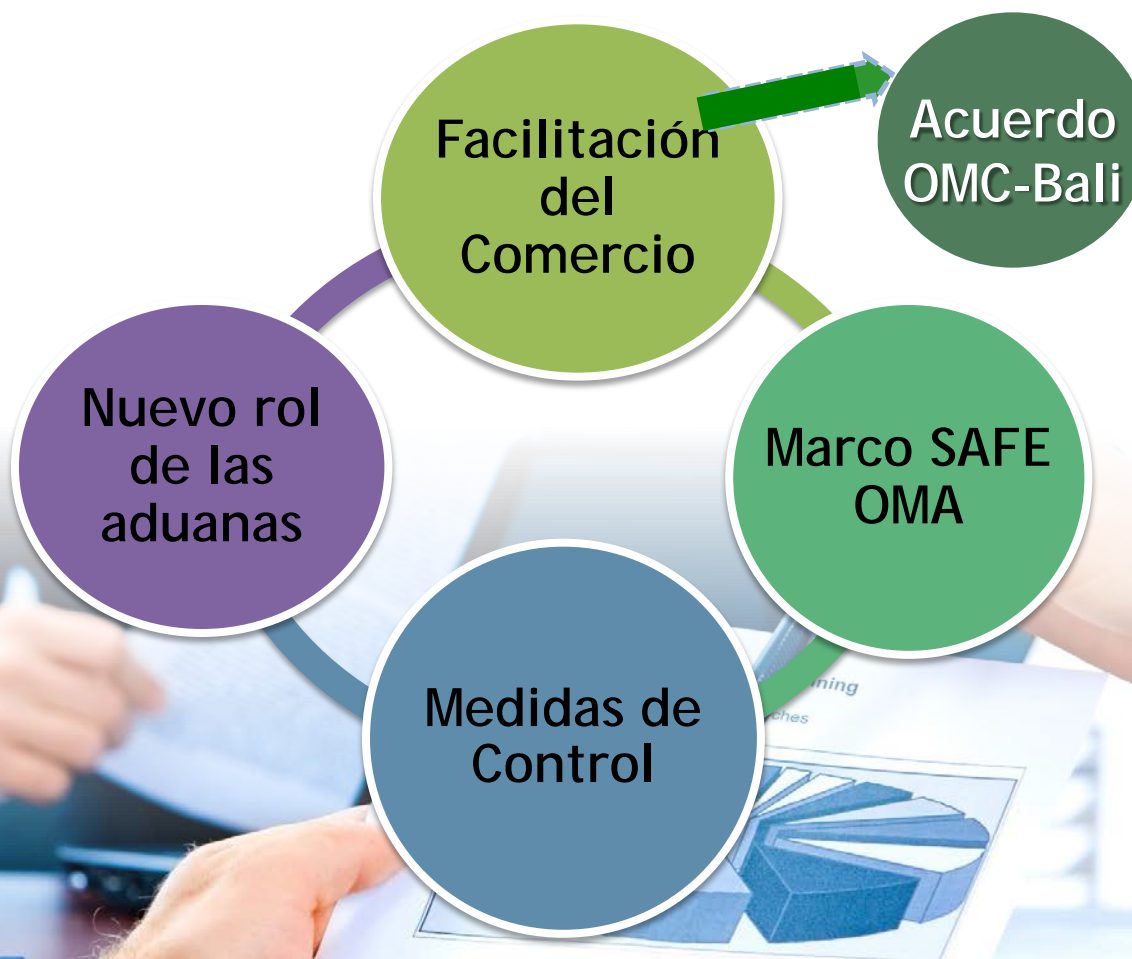 Facilitación
del
Comercio
Acuerdo
OMC-Bali
Nuevo rol
de las
aduanas
Marco SAFE
OMA
Medidas de
Control